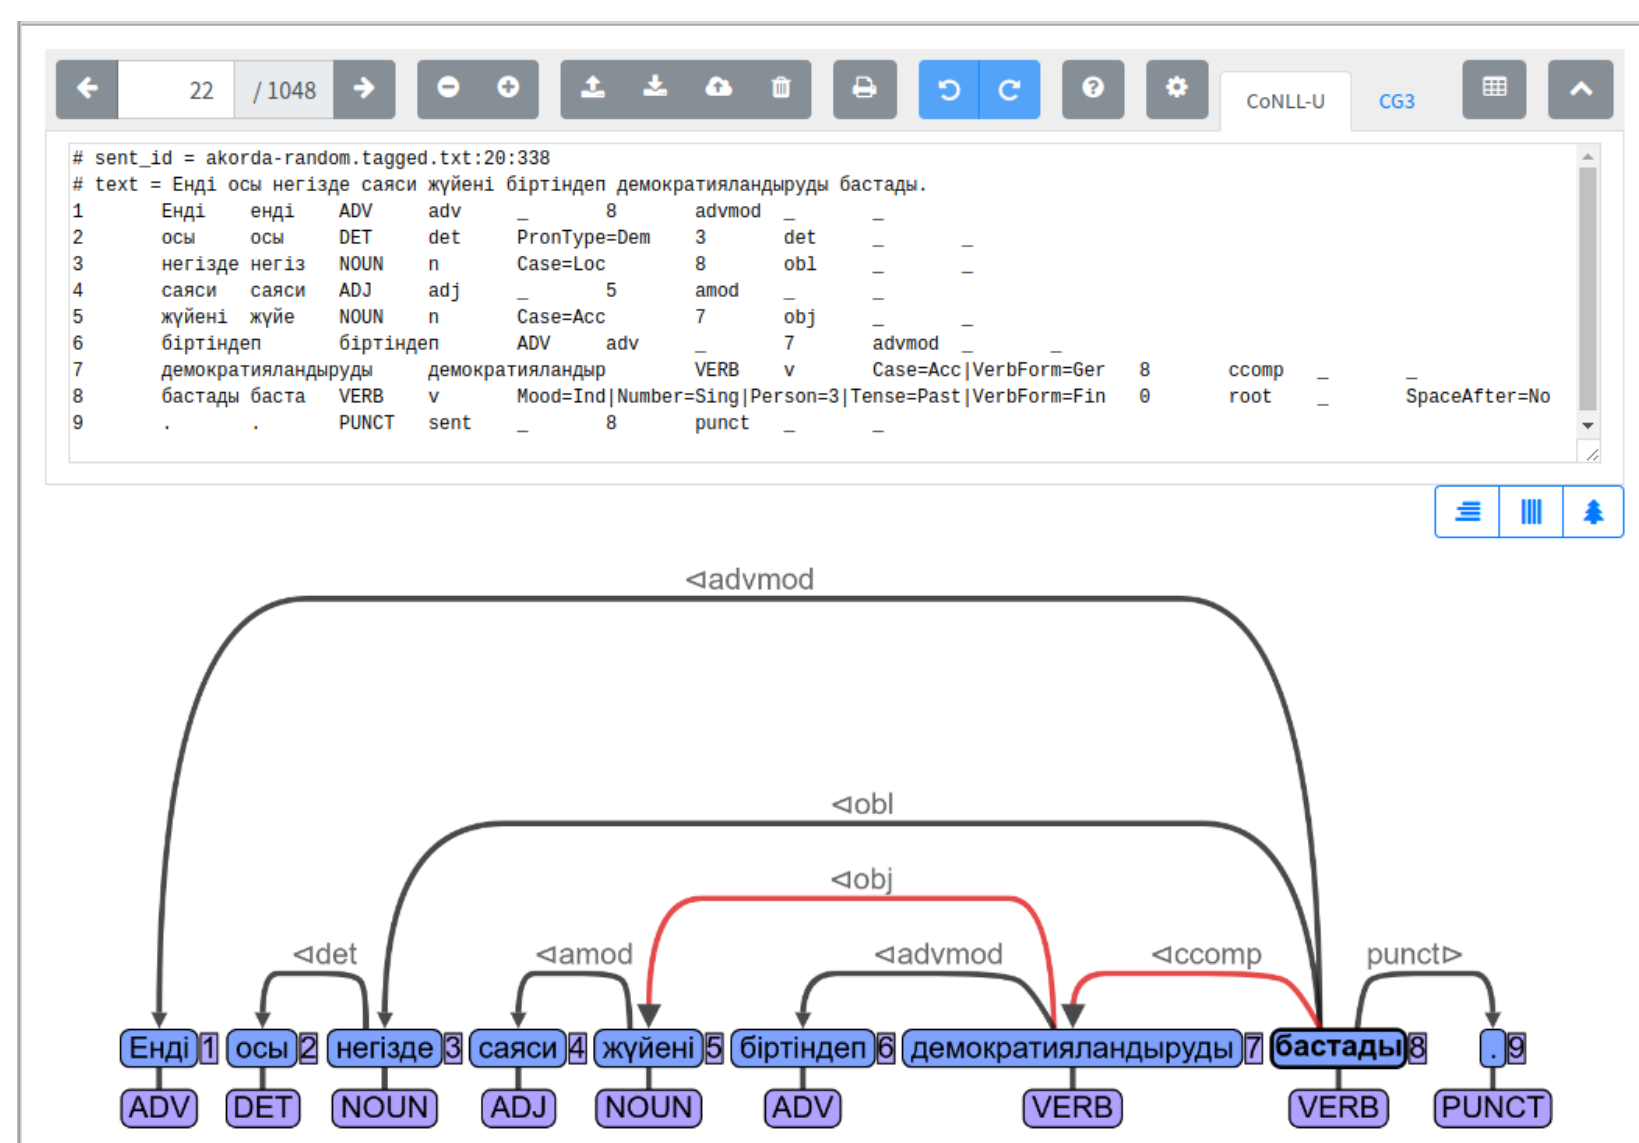 22 / 1048 CoNLL-U CG3
# sent_id = akorda-random.tagged.txt:20:338
# text = Енді осы негізде саяси жүйені біртіндеп демократияландыруды бастады.
1 Енді енді ADV adv _ 8 advmod _ _
2 осы осы DET det PronType=Dem 3 det _ _
3 негізде негіз NOUN n Case=Loc 8 obl _ _
4 саяси саяси ADJ adj _ 5 amod _ _
5 жүйені жүйе NOUN n Case=Acc 7 obj _ _
6 біртіндеп біртіндеп ADV adv _ 7 advmod _ _
7 демократияландыруды демократияландыр VERB v Case=Acc|VerbForm=Ger 8 ccomp _ _
8 бастады баста VERB v Mood=Ind|Number=Sing|Person=3|Tense=Past|VerbForm=Fin 0 root _ SpaceAfter=No
9 . . PUNCT sent _ 8 punct _ _
⊲advmod
⊲obl
⊲obj
⊲det ⊲amod ⊲advmod ⊲ccomp punct⊳
Енді 1 осы 2 негізде 3 саяси 4 жүйені 5 біртіндеп 6 демократияландыруды 7 бастады 8 . 9
ADV DET NOUN ADJ NOUN ADV VERB VERB PUNCT